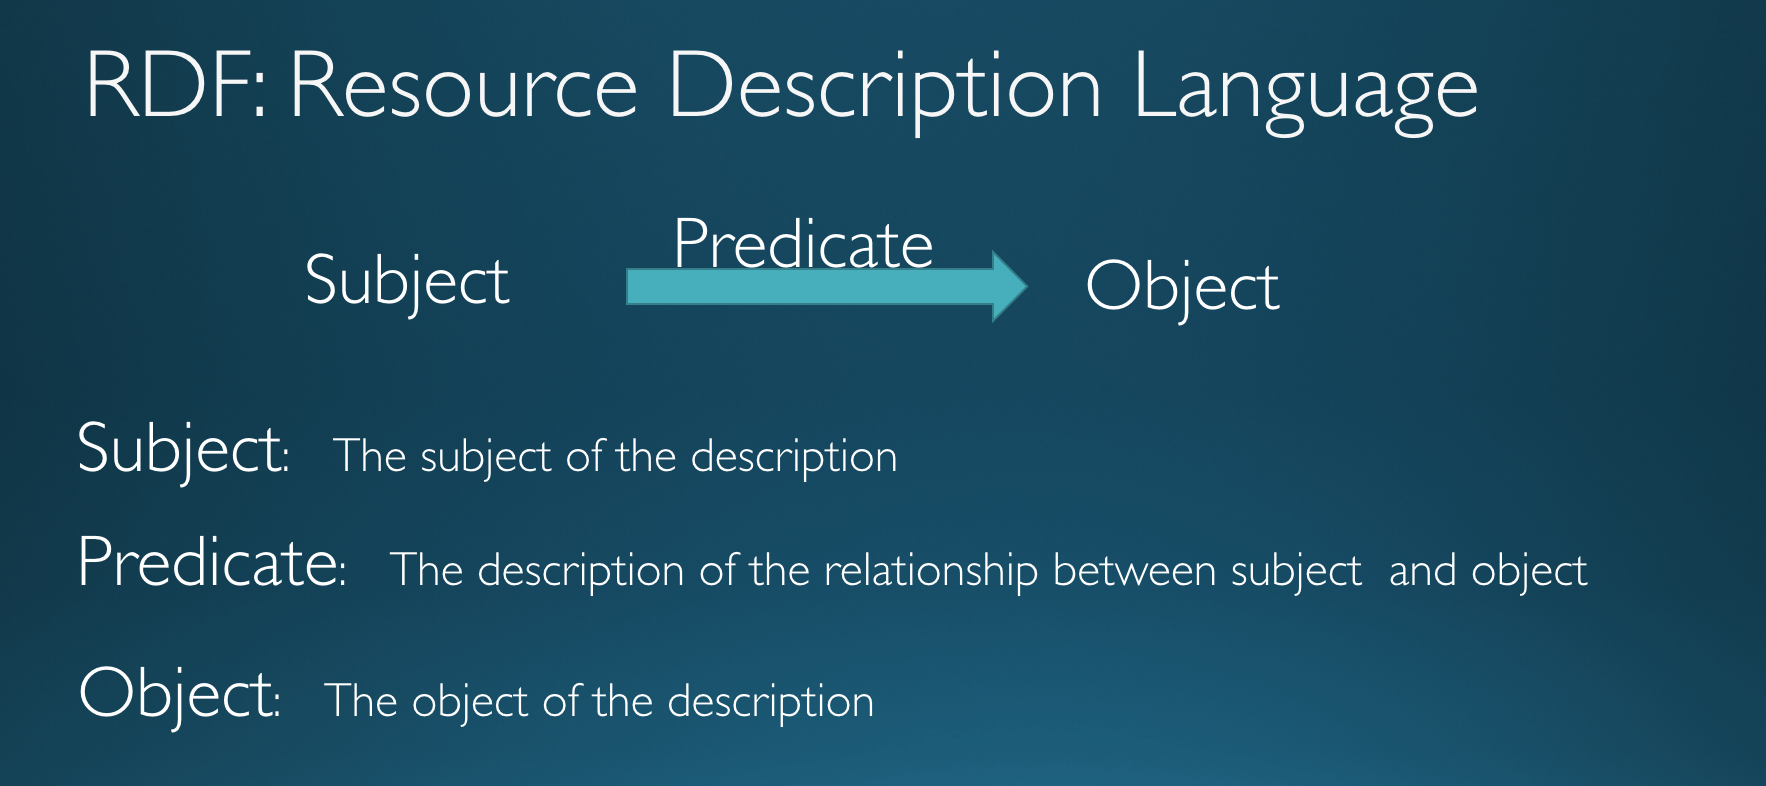 RDF: Resource Description Language
Predicate
Subject
Object
Subject: The subject of the description
Predicate: The description of the relationship between subject and object
Object: The object of the description